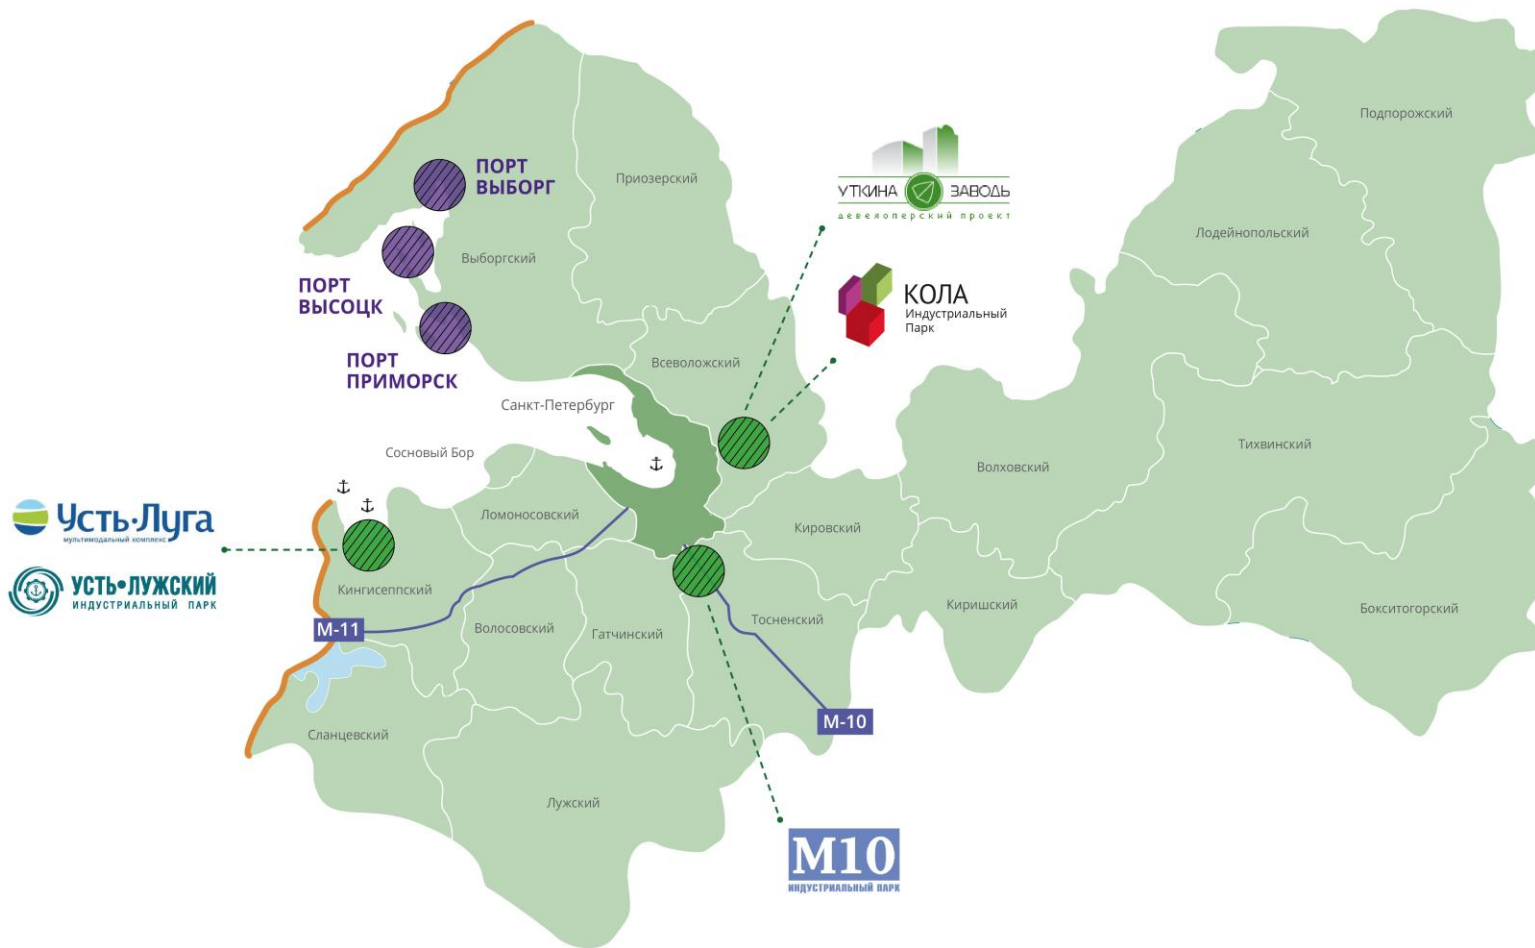 Подпорожский
УТКИНА ЗАВОДЬ
девелоперский проект
ПОРТ
ВЫБОРГ
Приозерский
Лодейнопольский
Выборгский
ПОРТ
ВЫСОЦК
КОЛА
Индустриальный
Парк
ПОРТ
ПРИМОРСК
Всеволожский
Санкт-Петербург
Сосновый Бор
Тихвинский
Волховский
Усть-Луга
мультимодальный комплекс
Ломоносовский
Кировский
УСТЬ•ЛУЖСКИЙ
ИНДУСТРИАЛЬНЫЙ ПАРК
Кингисеппский
Киришский
Бокситогорский
М-11
Волосовский
Гатчинский
Тосненский
М-10
Сланцевский
Лужский
М10
ИНДУСТРИАЛЬНЫЙ ПАРК